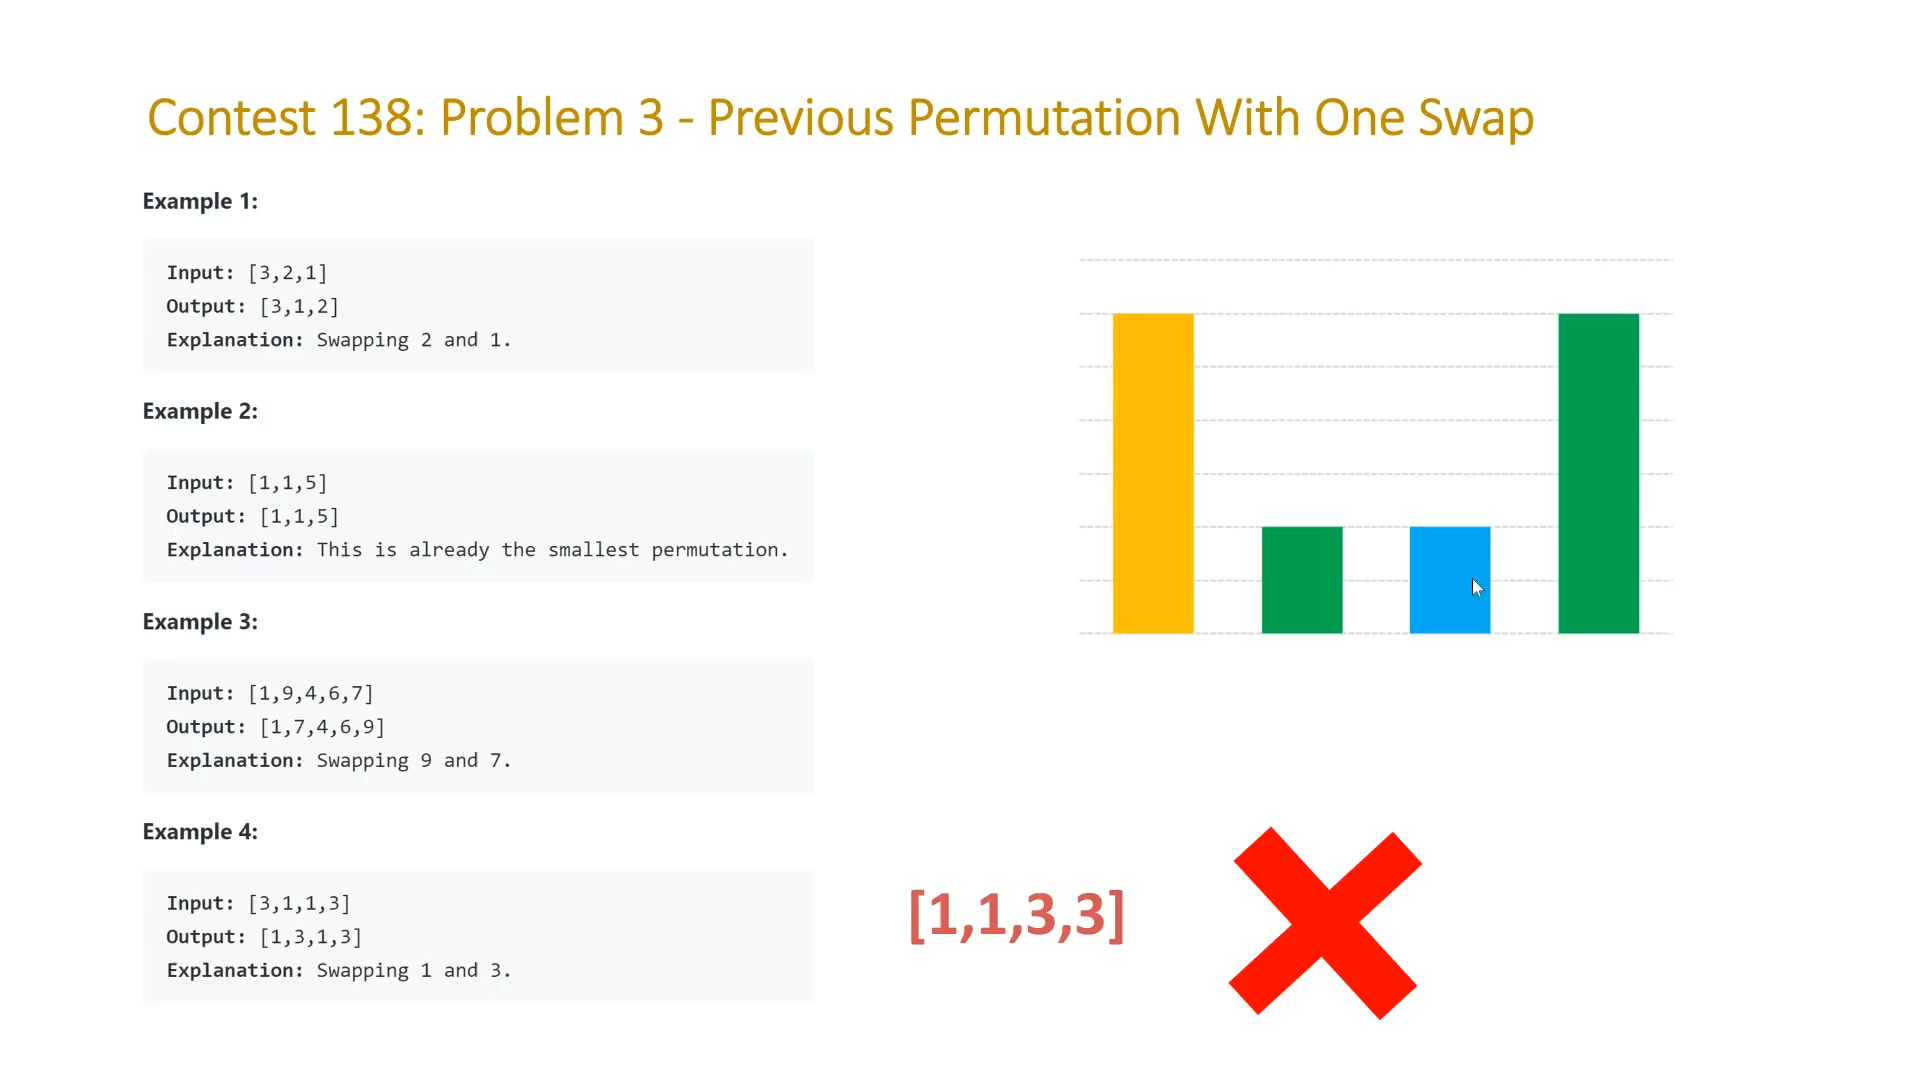 Contest 138: Problem 3 - Previous Permutation With One Swap
Example 1:
Input: [3,2,1]
Output: [3,1,2]
Explanation: Swapping 2 and 1.
Example 2:
Input: [1,1,5]
Output: [1,1,5]
Explanation: This is already the smallest permutation.
Example 3:
Input: [1,9,4,6,7]
Output: [1,7,4,6,9]
Explanation: Swapping 9 and 7.
Example 4:
Input: [3,1,1,3]
Output: [1,3,1,3]
Explanation: Swapping 1 and 3.
[1,1,3,3]